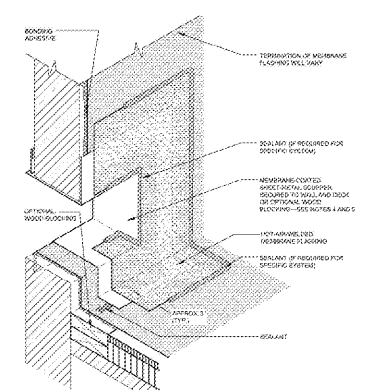 BONDING
ADHESIVE
TERMINATION OF MEMBRANE
FLASHING WILL VARY
SEALANT (IF REQUIRED FOR
SPECIFIC SYSTEM)
MEMBRANE-COATED
SHEET-METAL SCUPPER
SECURED TO WALL AND DECK
OR OPTIONAL WOOD
BLOCKING—SEE NOTES 4 AND 5
OPTIONAL
WOOD BLOCKING
HOT-AIR-WELDED
MEMBRANE FLASHING
SEALANT (IF REQUIRED FOR
SPECIFIC SYSTEM)
APPROX. 3"
(TYP.)
SEALANT